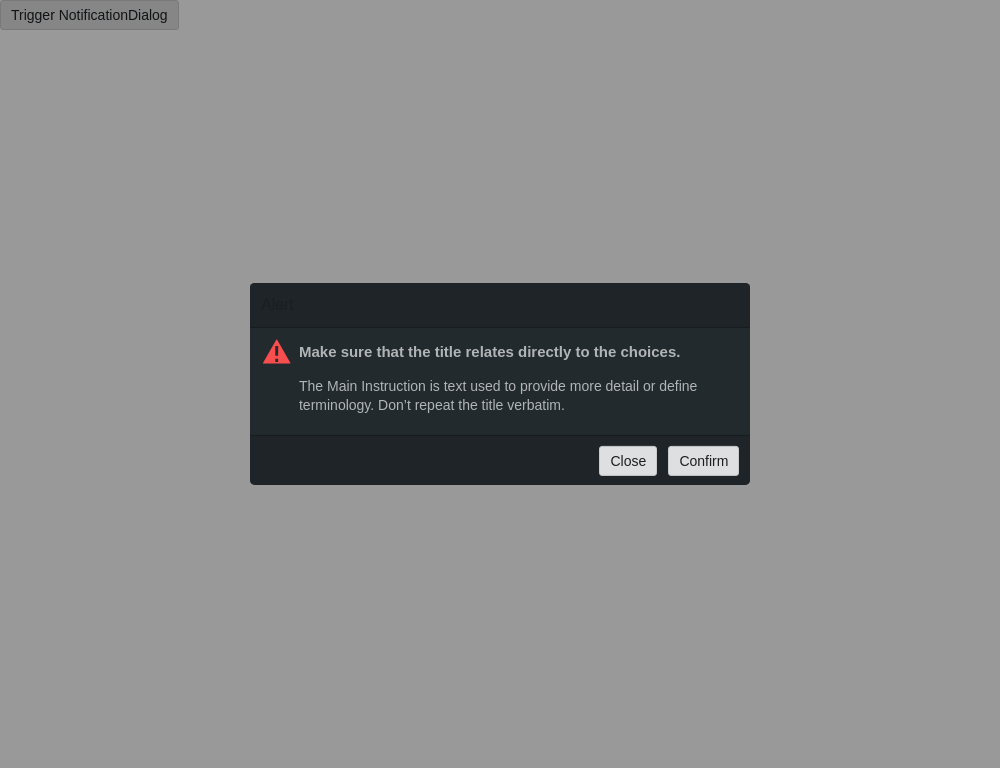 Trigger NotificationDialog
Alert
Make sure that the title relates directly to the choices.
The Main Instruction is text used to provide more detail or define
terminology. Don’t repeat the title verbatim.
Close
Confirm